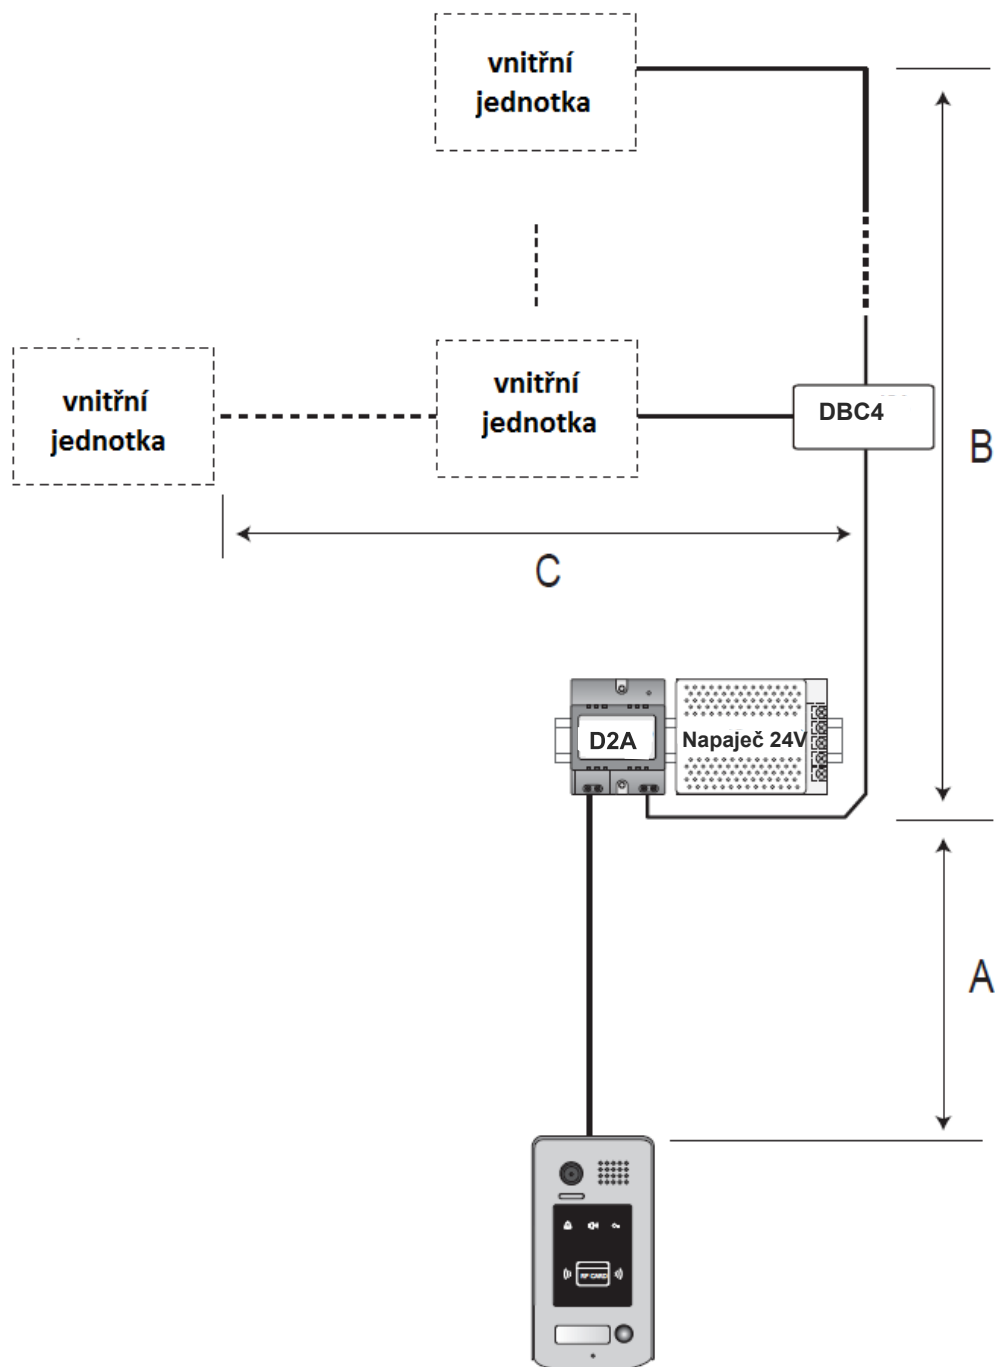 vnitřní
jednotka
vnitřní
jednotka
vnitřní
jednotka
DBC4
B
C
D2A
Napaječ 24V
A
RF CARD